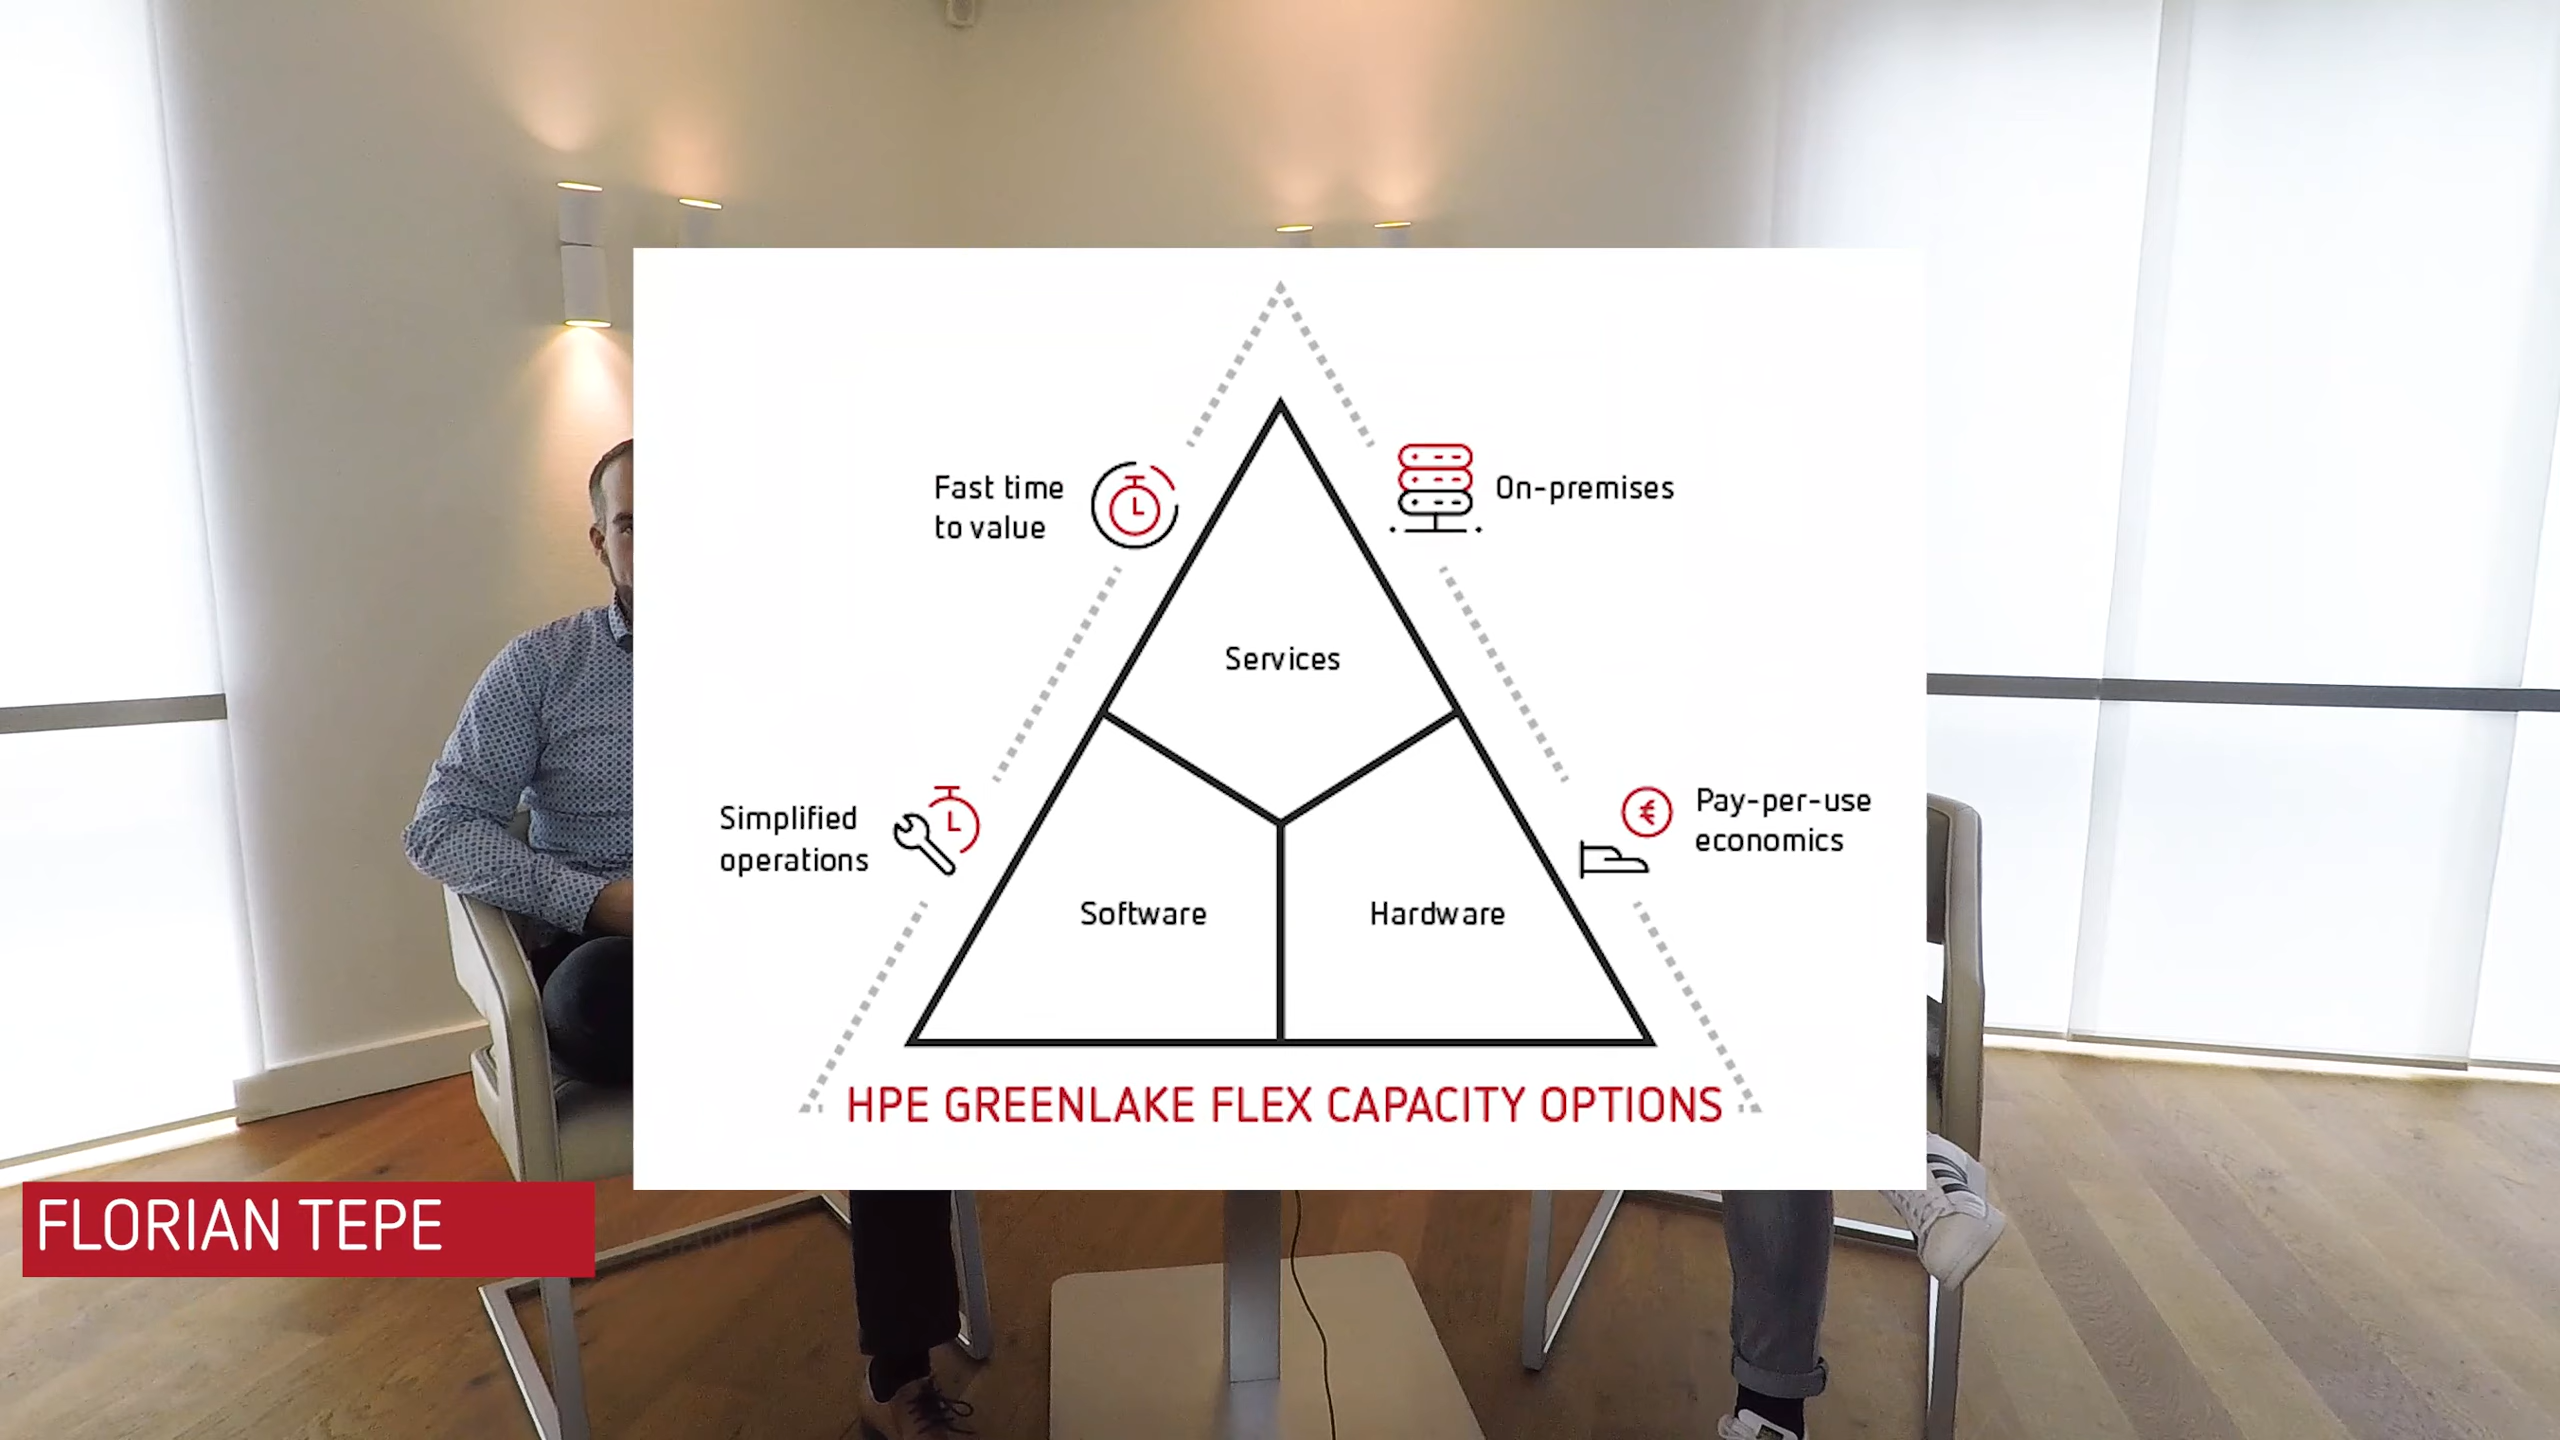 Fast time
to value
On-premises
Services
Simplified
operations
Pay-per-use
economics
Software
Hardware
HPE GREENLAKE FLEX CAPACITY OPTIONS
FLORIAN TEPE